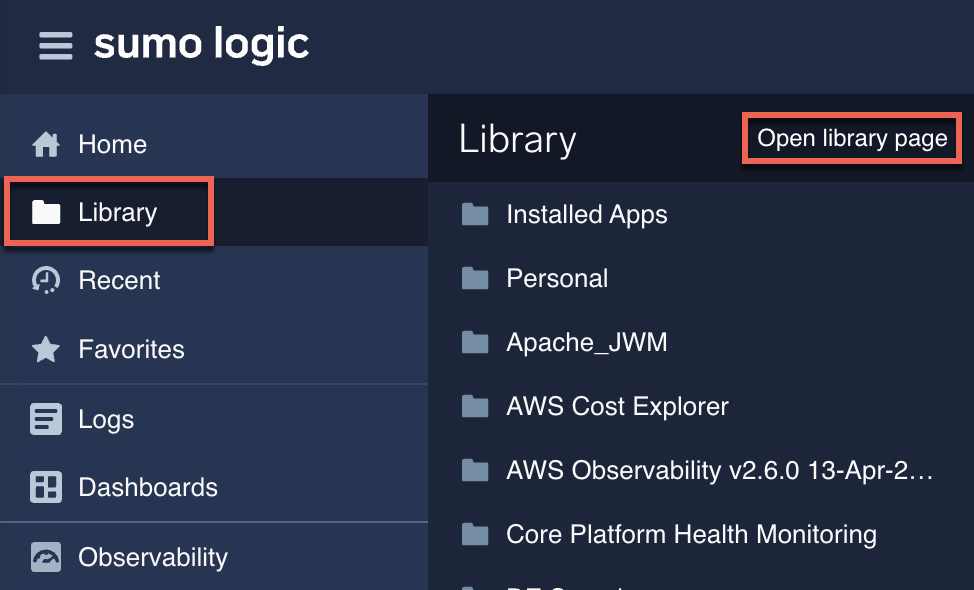 sumo logic
Home
Library
Recent
Favorites
Logs
Dashboards
Observability
Library
Open library page
Installed Apps
Personal
Apache_JWM
AWS Cost Explorer
AWS Observability v2.6.0 13-Apr-2...
Core Platform Health Monitoring